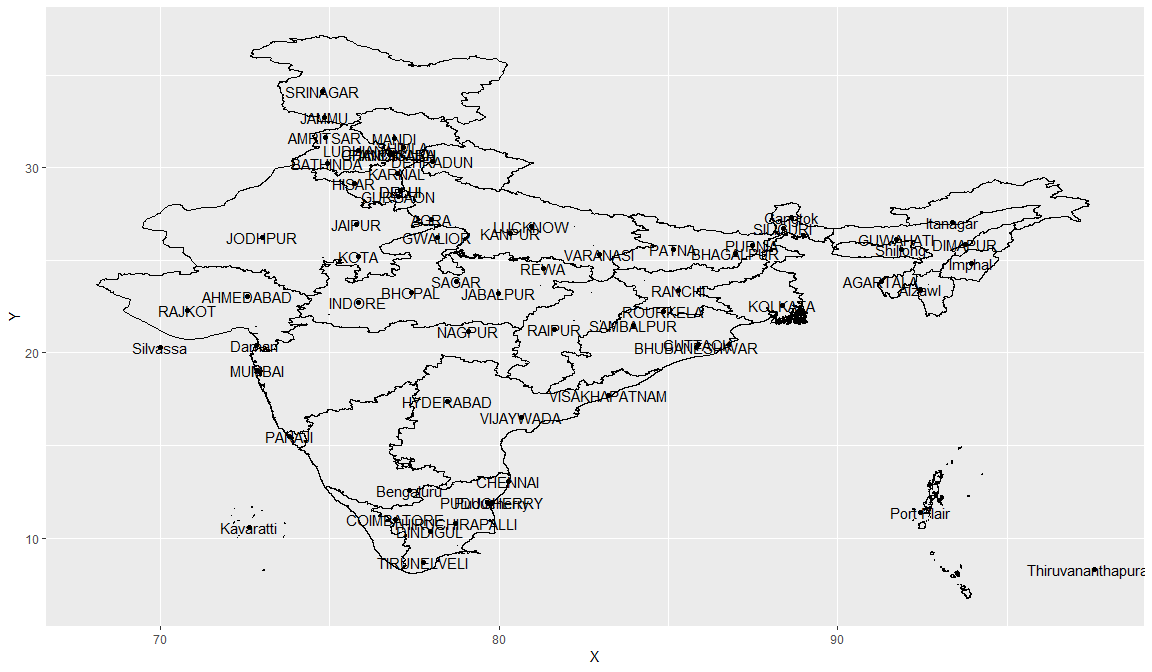 SRINAGAR
JAMMU
AMRITSAR
MANDI
BATHINDA
DEHRADUN
KARNAL
HISAR
DELHI
GURGAON
AGRA
JAIPUR
LUCKNOW
KANPUR
JODHPUR
GWALIOR
Gangtok
SILIGURI
Itanagar
GUWAHATI
DIMAPUR
Shillong
PURNIA
PATNA
BHAGALPUR
VARANASI
KOTA
REWA
Imphal
SAGAR
AGARTALA
Aizawl
AHMEDABAD
BHOPAL
JABALPUR
RANCHI
INDORE
RAJKOT
KOLKATA
ROURKELA
SAMBALPUR
NAGPUR
RAIPUR
Silvassa
Daman
CUTTACK
BHUBANESHWAR
MUMBAI
HYDERABAD
VISAKHAPATNAM
VIJAYWADA
PANAJI
CHENNAI
Bengaluru
PUDUCHERRY
COIMBATORE
TIRUCHIRAPALLI
DINDIGUL
Kavaratti
Port Blair
TIRUNELVELI
Thiruvananthapura
30
20
10
70
80
90
X
Y